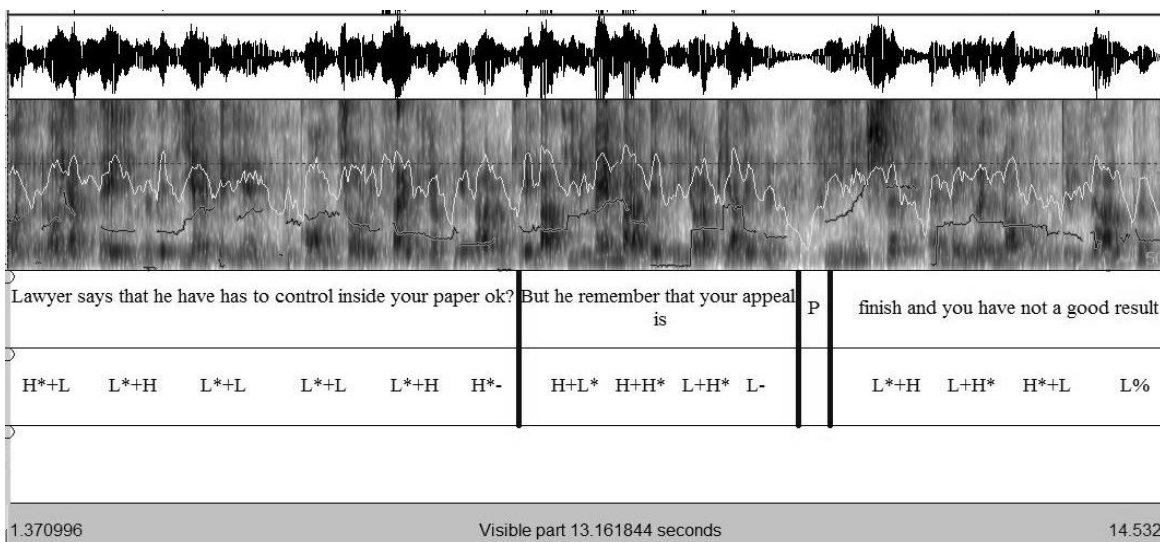 Lawyer says that he have has to control inside your paper ok? But he remember that your appeal is P finish and you have not a good result
H*+L L*+H L*+L L*+L L*+H H*- H+L* H+H* L+H* L- L*+H L+H* H*+L L%
1.370996 Visible part 13.161844 seconds 14.532